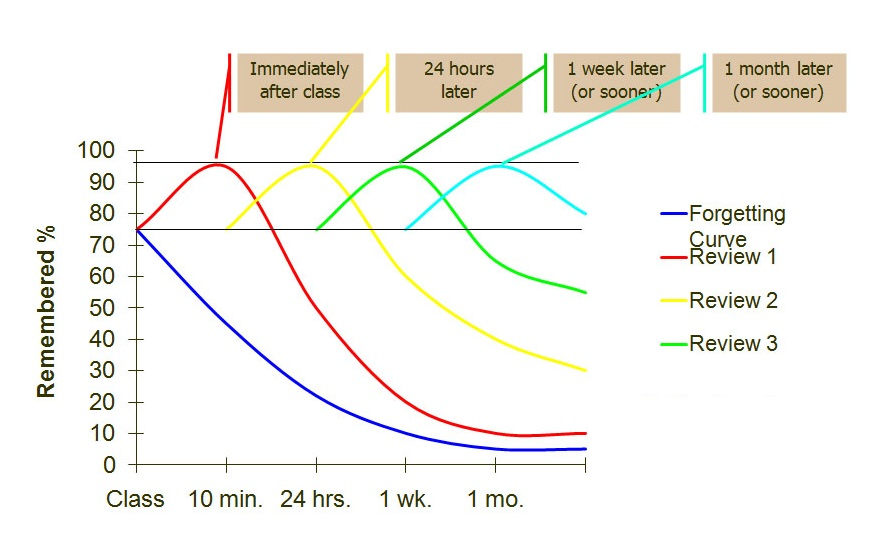 Immediately
after class
24 hours
later
1 week later
(or sooner)
1 month later
(or sooner)
Remembered %
100
90
80
70
60
50
40
30
20
10
0
Class 10 min. 24 hrs. 1 wk. 1 mo.
Forgetting
Curve
Review 1
Review 2
Review 3